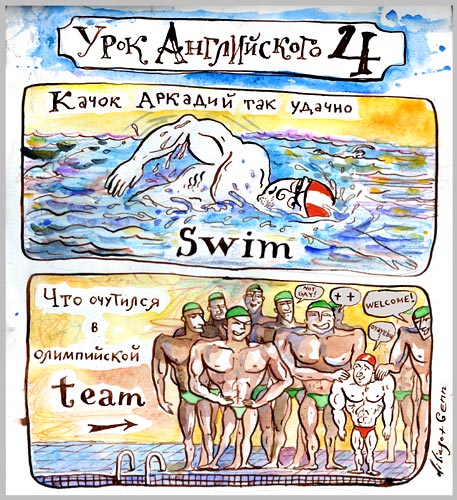 Урок Английского 4
Качок Аркадий так удачно
Swim
Что очутился
в
олимпийской
team
NOT
GAY!
++
WELCOME!